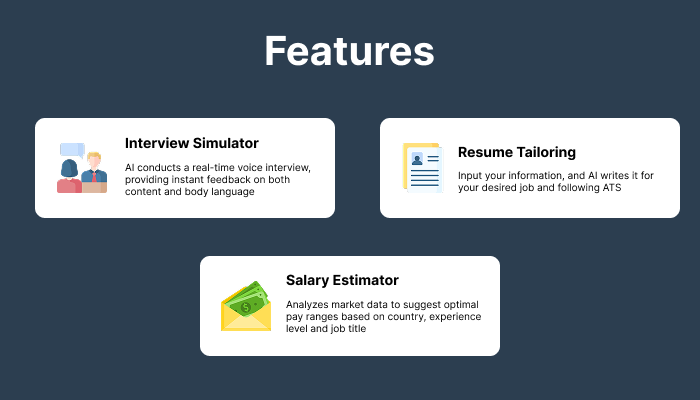 Features
Interview Simulator
AI conducts a real-time voice interview,
providing instant feedback on both
content and body language
Resume Tailoring
Input your information, and AI writes it for
your desired job and following ATS
Salary Estimator
Analyzes market data to suggest optimal
pay ranges based on country, experience
level and job title